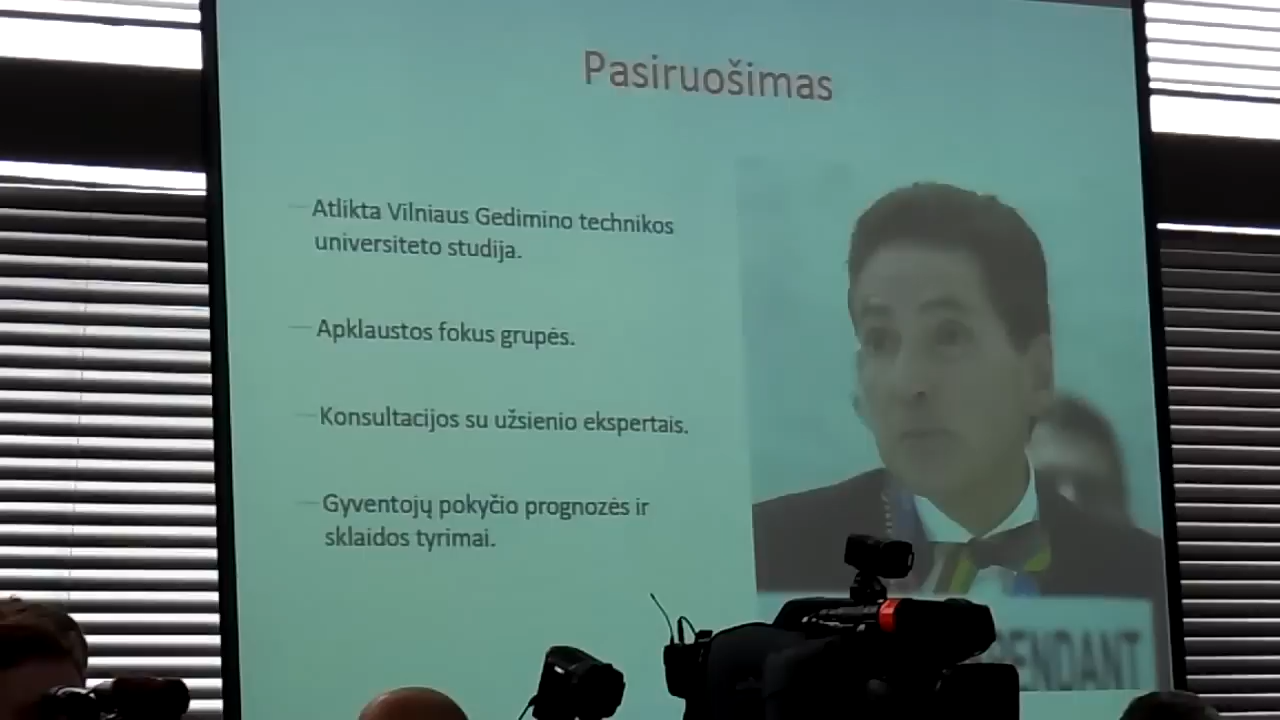 Pasiruošimas
Atlikta Vilniaus Gedimino technikos
universiteto studija.
Apklaustos fokus grupės.
Konsultacijos su užsienio ekspertais.
Gyventojų pokyčio prognozės ir
sklaidos tyrimai.